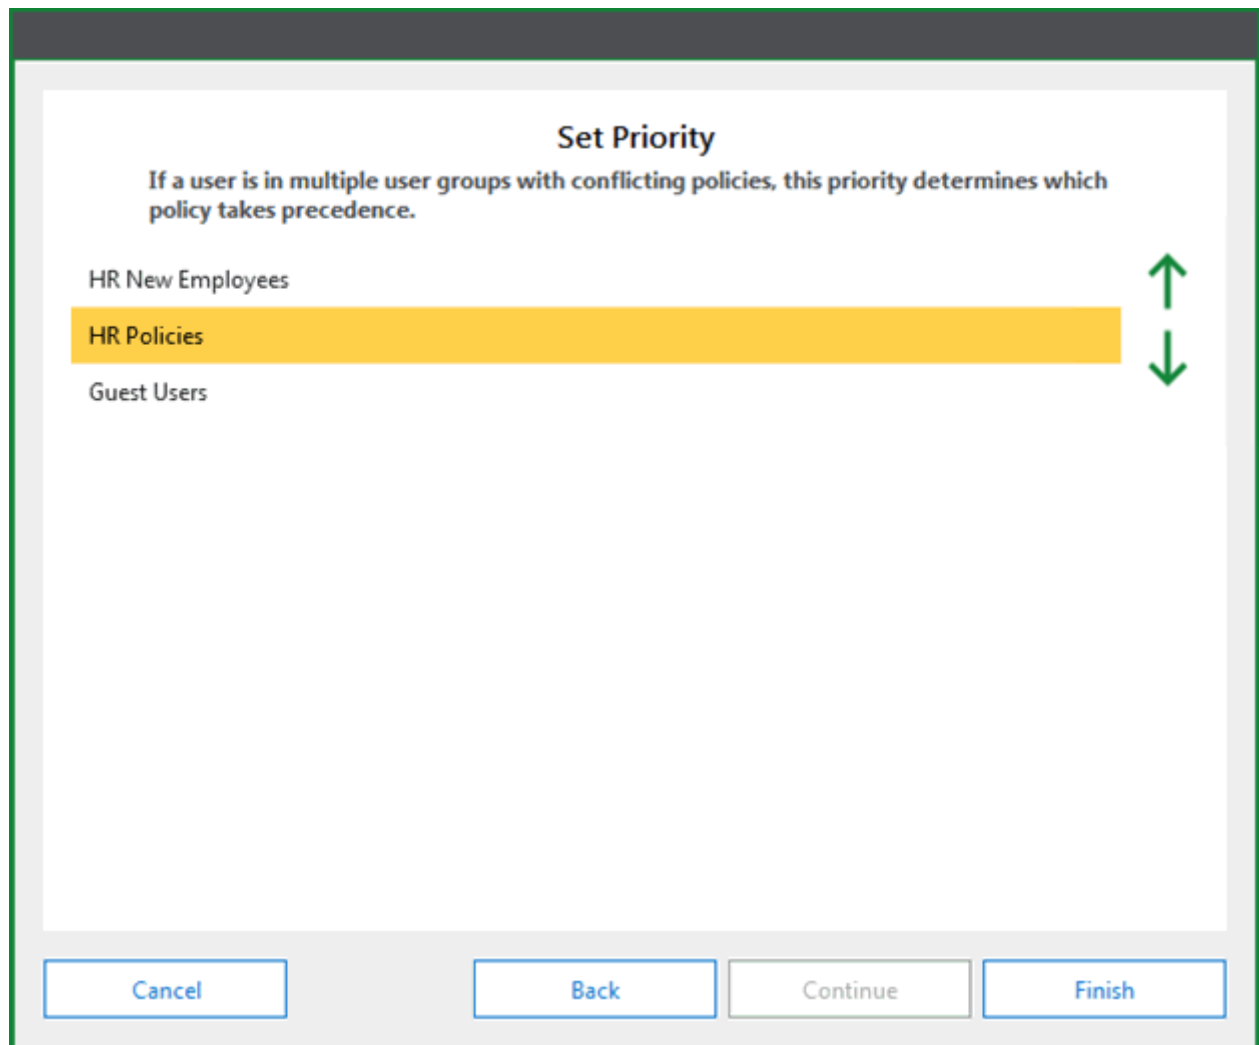 Set Priority
If a user is in multiple user groups with conflicting policies, this priority determines which
policy takes precedence.
HR New Employees
HR Policies
Guest Users
Cancel
Back
Continue
Finish